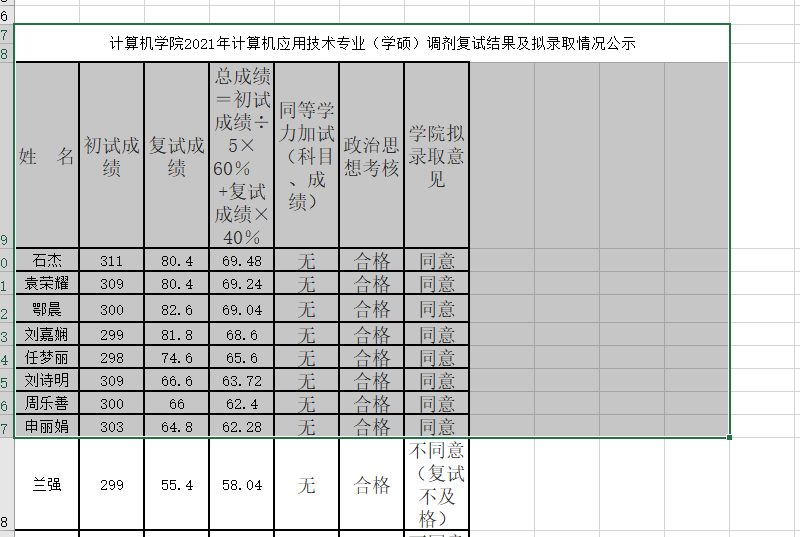 6
7
计算机学院2021年计算机应用技术专业（学硕）调剂复试结果及拟录取情况公示
8
姓 名 初试成绩 复试成绩 总成绩＝初试成绩÷5×60%+复试成绩×40% 同等学力加试（科目、成绩） 政治思想考核 学院拟录取意见
9
0 石杰 311 80.4 69.48 无 合格 同意
1 袁荣耀 309 80.4 69.24 无 合格 同意
2 鄂晨 300 82.6 69.04 无 合格 同意
3 刘嘉娴 299 81.8 68.6 无 合格 同意
4 任梦丽 298 74.6 65.6 无 合格 同意
5 刘诗明 309 66.6 63.72 无 合格 同意
6 周乐善 300 66 62.4 无 合格 同意
7 申丽娟 303 64.8 62.28 无 合格 同意
8 兰强 299 55.4 58.04 无 合格 不同意（复试不及格）